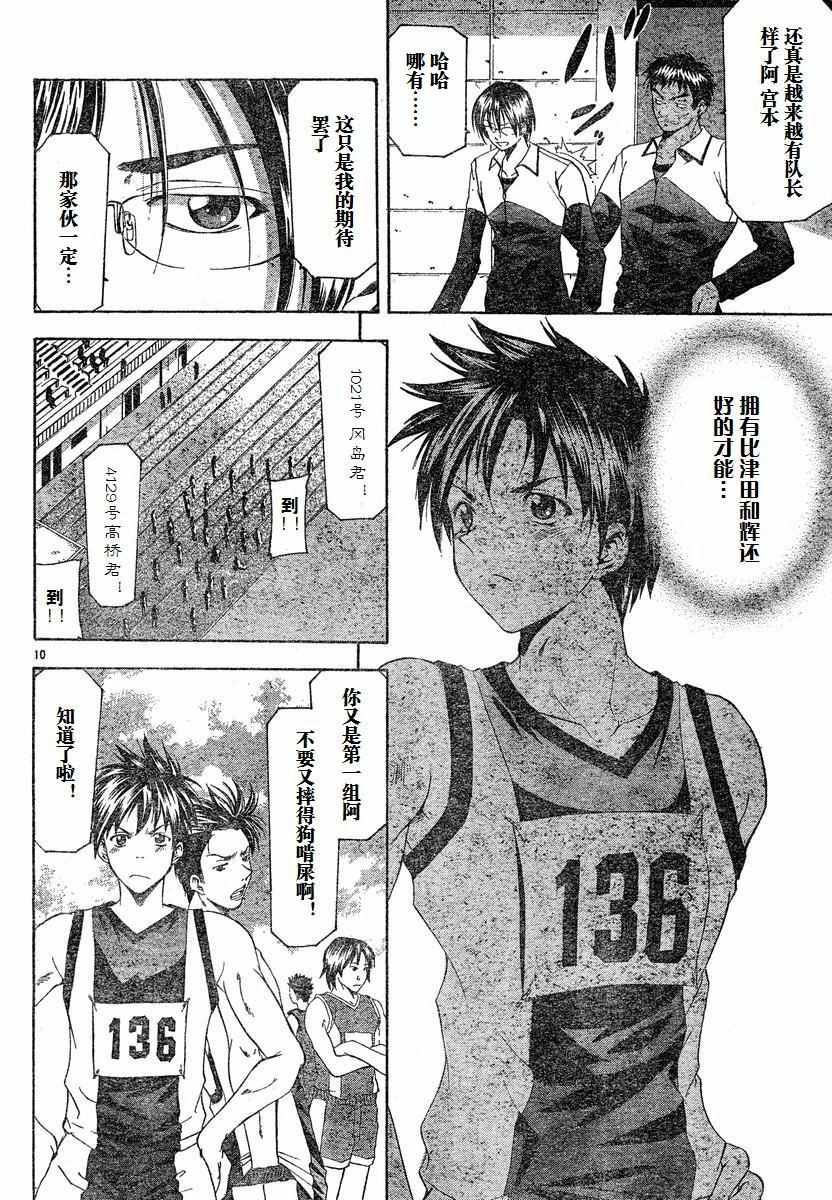 还真是越来越有队长
样了阿 宫本
哈哈
哪有……
这只是我的期待
罢了
那家伙一定…
拥有比津田和辉还
好的才能…
1021号 风岛君…
到！！
4129号高桥君…
到！！
10
你又是第一组阿
不要又摔得狗啃屎啊！
知道了啦！
136
136